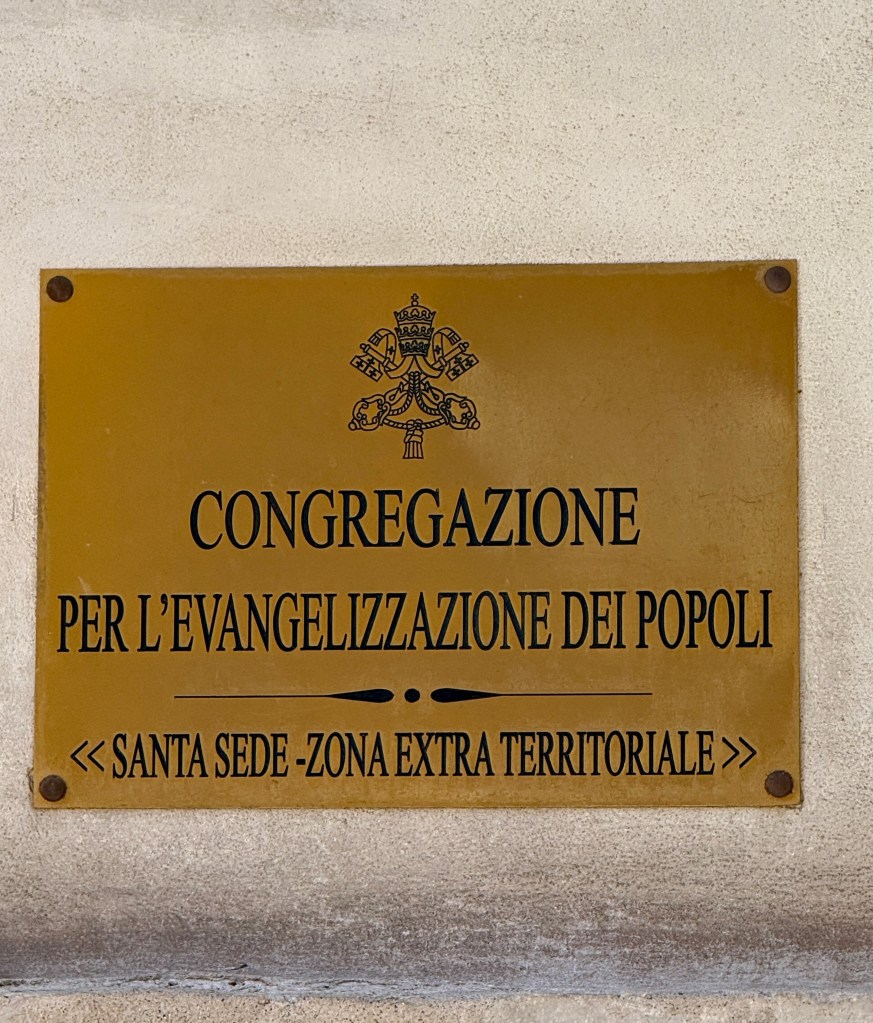 CONGREGAZIONE
PER L'EVANGELIZZAZIONE DEI POPOLI
<< SANTA SEDE -ZONA EXTRA TERRITORIALE >>